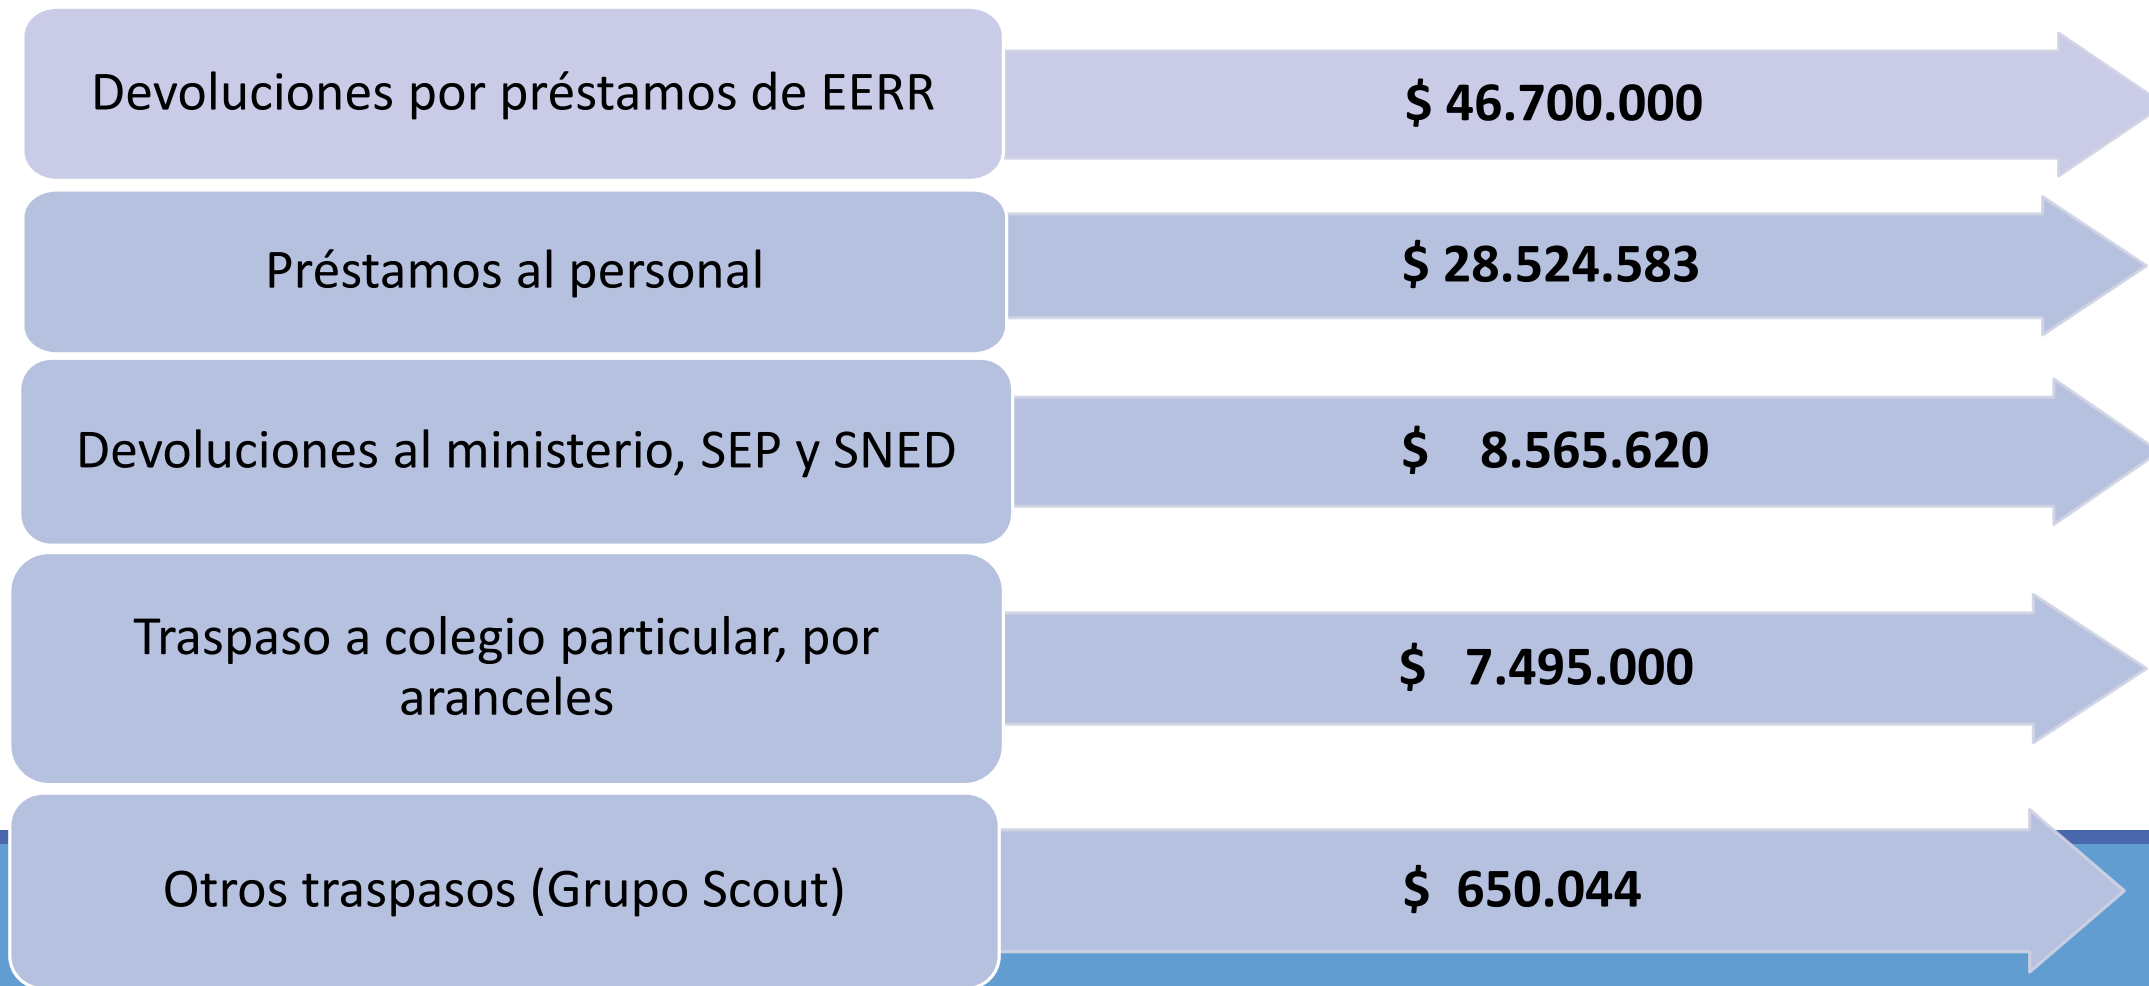 Devoluciones por préstamos de EERR
$ 46.700.000
Préstamos al personal
$ 28.524.583
Devoluciones al ministerio, SEP y SNED
$ 8.565.620
Traspaso a colegio particular, por
aranceles
$ 7.495.000
Otros traspasos (Grupo Scout)
$ 650.044